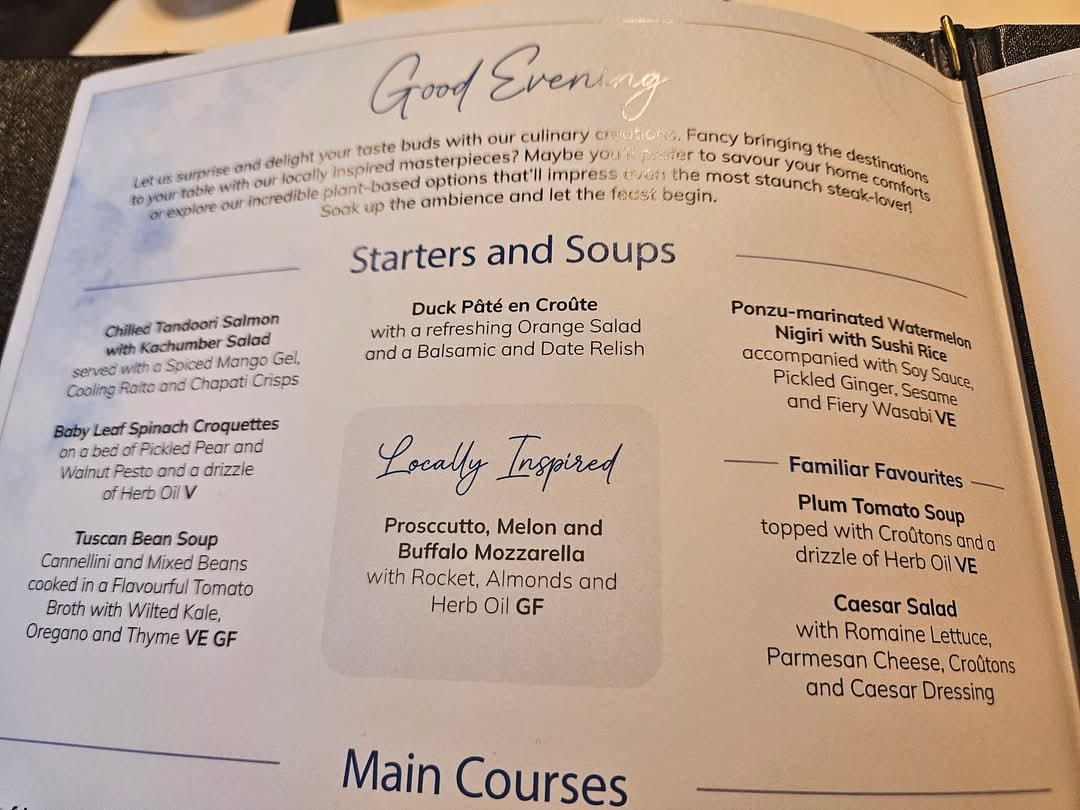 Good Evening
Let us surprise and delight your taste buds with our culinary creations. Fancy bringing the destinations
to your table with our locally inspired masterpieces? Maybe you'll prefer to savour your home comforts
or explore our incredible plant-based options that'll impress even the most staunch steak-lover!
Soak up the ambience and let the feast begin.
Starters and Soups
Chilled Tandoori Salmon
with Kachumber Salad
served with a Spiced Mango Gel,
Cooling Raita and Chapati Crisps
Baby Leaf Spinach Croquettes
on a bed of Pickled Pear and
Walnut Pesto and a drizzle
of Herb Oil V
Tuscan Bean Soup
Cannellini and Mixed Beans
cooked in a Flavourful Tomato
Broth with Wilted Kale,
Oregano and Thyme VE GF
Duck Pâté en Croûte
with a refreshing Orange Salad
and a Balsamic and Date Relish
Locally Inspired
Prosccutto, Melon and
Buffalo Mozzarella
with Rocket, Almonds and
Herb Oil GF
Ponzu-marinated Watermelon
Nigiri with Sushi Rice
accompanied with Soy Sauce,
Pickled Ginger, Sesame
and Fiery Wasabi VE
Familiar Favourites
Plum Tomato Soup
topped with Croûtons and a
drizzle of Herb Oil VE
Caesar Salad
with Romaine Lettuce,
Parmesan Cheese, Croûtons
and Caesar Dressing
Main Courses